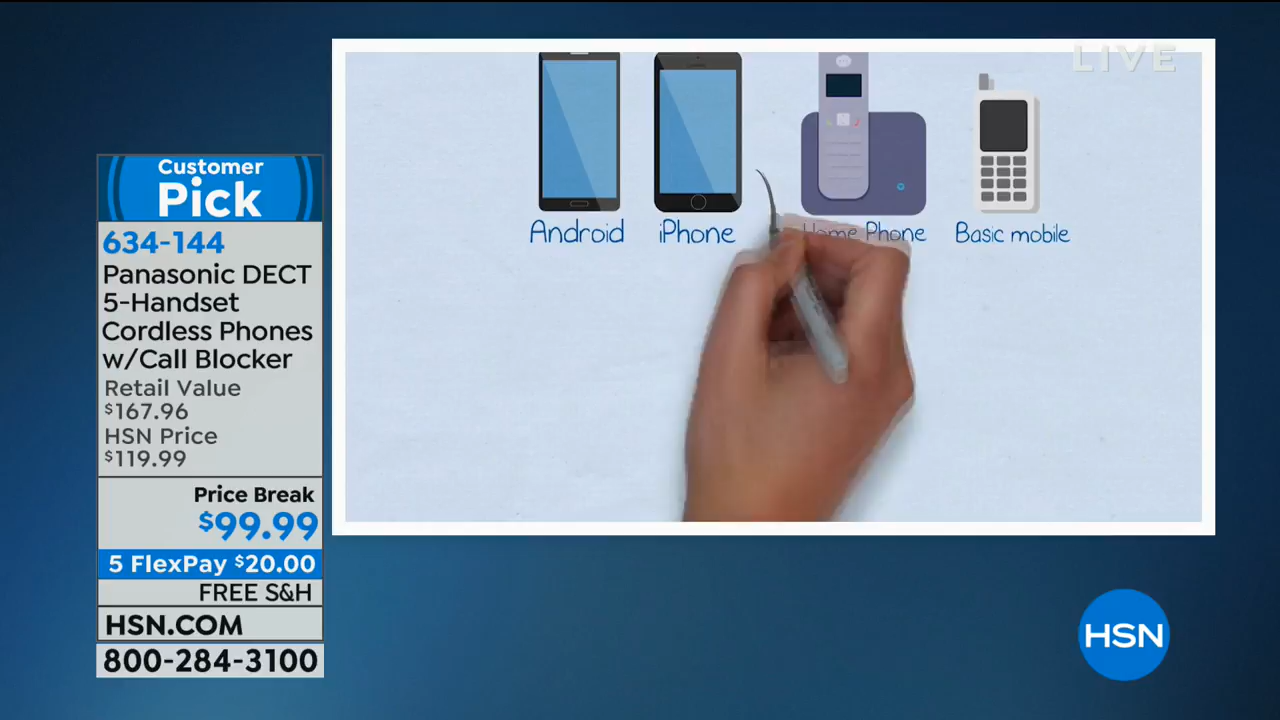 LIVE
Customer
Pick
634-144
Panasonic DECT
5-Handset
Cordless Phones
w/Call Blocker
Retail Value
$167.96
HSN Price
$119.99
Price Break
$99.99
5 FlexPay $20.00
FREE S&H
HSN.COM
800-284-3100
Android
iPhone
Home Phone
Basic mobile
HSN